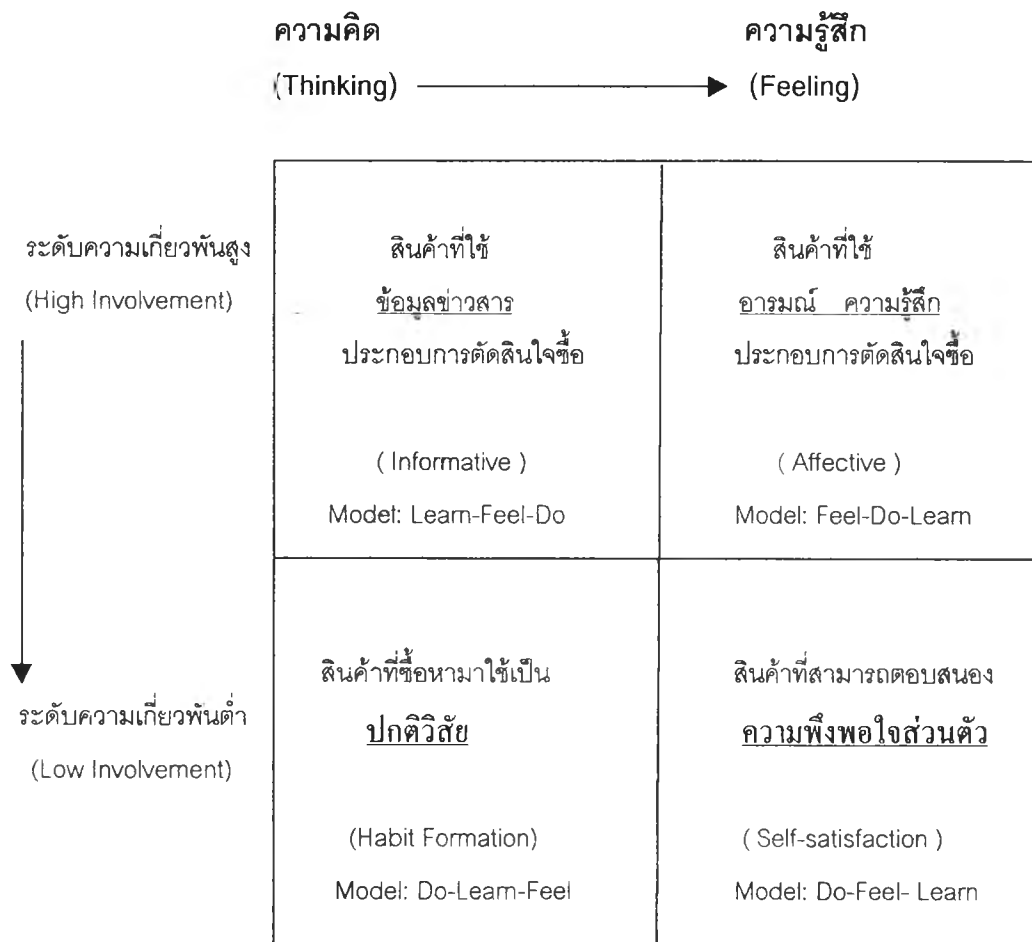 ความคิด ความรู้สึก
(Thinking) (Feeling)
ระดับความเกี่ยวพันสูง
(High Involvement)
สินค้าที่ใช้
ข้อมูลข่าวสาร
ประกอบการตัดสินใจซื้อ
( Informative )
Model: Learn-Feel-Do
สินค้าที่ใช้
อารมณ์ ความรู้สึก
ประกอบการตัดสินใจซื้อ
( Affective )
Model: Feel-Do-Learn
ระดับความเกี่ยวพันต่ำ
(Low Involvement)
สินค้าที่ซื้อหามาใช้เป็น
ปกติวิสัย
(Habit Formation)
Model: Do-Learn-Feel
สินค้าที่สามารถตอบสนอง
ความพึงพอใจส่วนตัว
( Self-satisfaction )
Model: Do-Feel- Learn